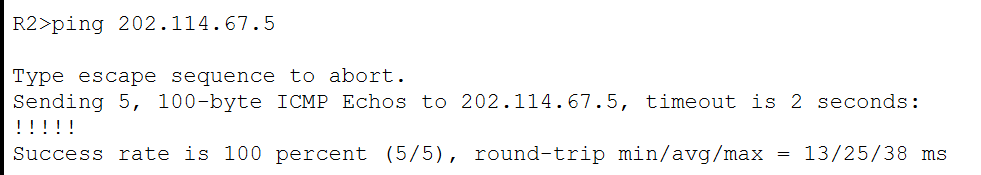 R2>ping 202.114.67.5
Type escape sequence to abort.
Sending 5, 100-byte ICMP Echos to 202.114.67.5, timeout is 2 seconds:
!!!!!
Success rate is 100 percent (5/5), round-trip min/avg/max = 13/25/38 ms